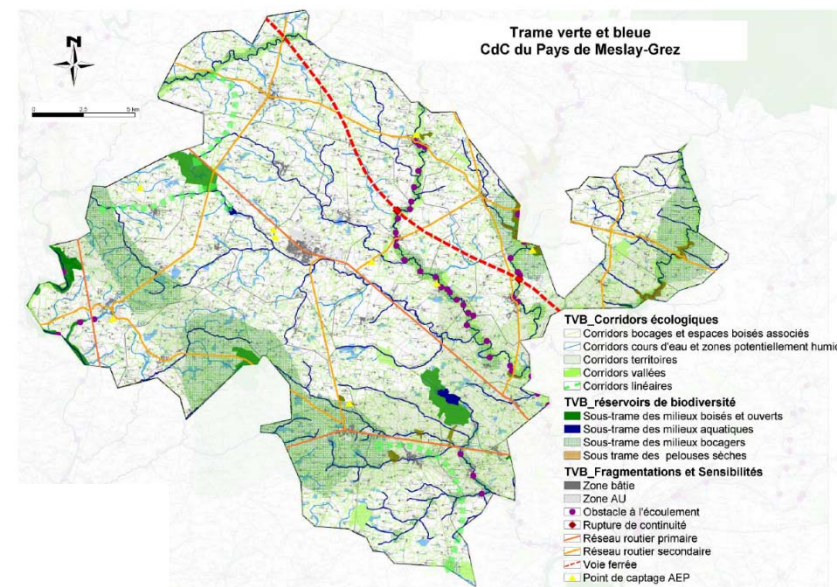 Trame verte et bleue
CdC du Pays de Meslay-Grez
N
0 2,5 5 km
TVB_Corridors écologiques
Corridors bocages et espaces boisés associés
Corridors cours d'eau et zones potentiellement humid
Corridors territoires
Corridors vallées
Corridors linéaires
TVB_réservoirs de biodiversité
Sous-trame des milieux boisés et ouverts
Sous-trame des milieux aquatiques
Sous-trame des milieux bocagers
Sous trame des pelouses sèches
TVB_Fragmentations et Sensibilités
Zone bâtie
Zone AU
Obstacle à l'écoulement
Rupture de continuité
Réseau routier primaire
Réseau routier secondaire
Voie ferrée
Point de captage AEP